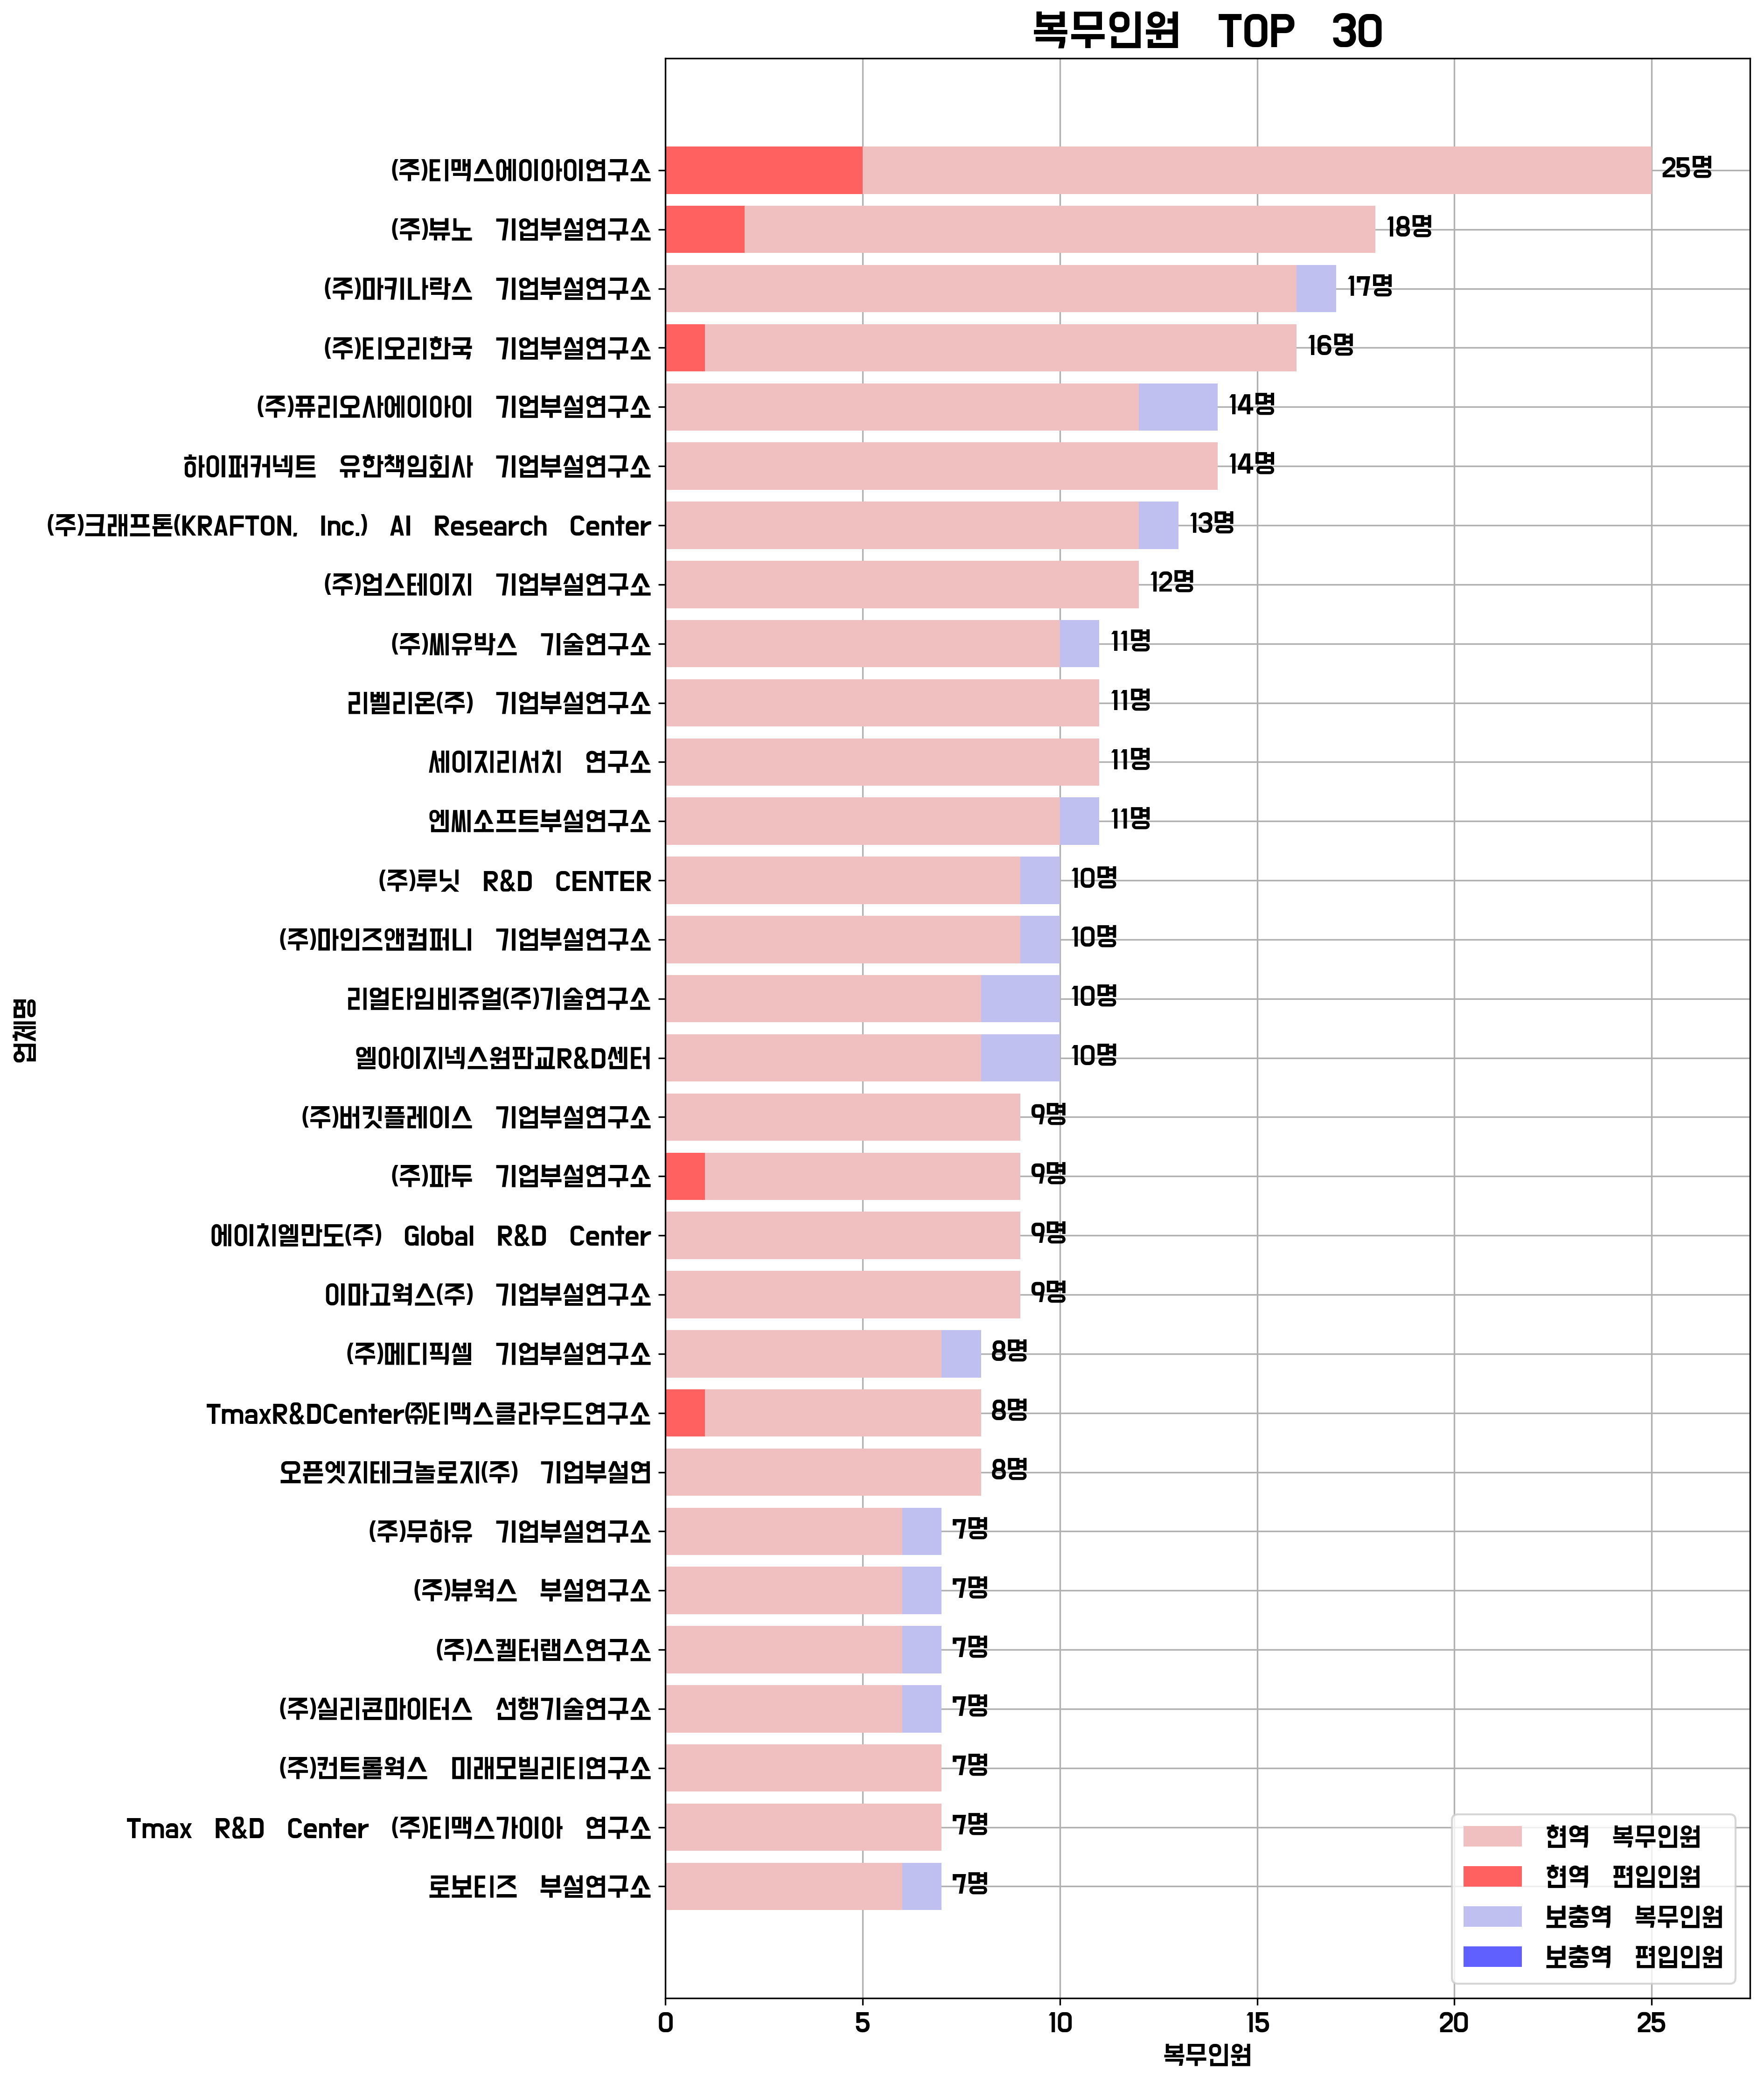 복무인원 TOP 30
(주)티맥스에이아이연구소 25명
(주)뷰노 기업부설연구소 18명
(주)마키나락스 기업부설연구소 17명
(주)티오리한국 기업부설연구소 16명
(주)퓨리오사에이아이 기업부설연구소 14명
하이퍼커넥트 유한책임회사 기업부설연구소 14명
(주)크래프톤(KRAFTON, Inc.) AI Research Center 13명
(주)업스테이지 기업부설연구소 12명
(주)씨유박스 기술연구소 11명
리벨리온(주) 기업부설연구소 11명
세이지리서치 연구소 11명
엔씨소프트부설연구소 11명
(주)루닛 R&D CENTER 10명
(주)마인즈앤컴퍼니 기업부설연구소 10명
리얼타임비쥬얼(주)기술연구소 10명
엘아이지넥스원판교R&D센터 10명
(주)버킷플레이스 기업부설연구소 9명
(주)파두 기업부설연구소 9명
에이치엘만도(주) Global R&D Center 9명
이마고웍스(주) 기업부설연구소 9명
(주)메디픽셀 기업부설연구소 8명
TmaxR&DCenter㈜티맥스클라우드연구소 8명
오픈엣지테크놀로지(주) 기업부설연 8명
(주)무하유 기업부설연구소 7명
(주)뷰웍스 부설연구소 7명
(주)스켈터랩스연구소 7명
(주)실리콘마이터스 선행기술연구소 7명
(주)컨트롤웍스 미래모빌리티연구소 7명
Tmax R&D Center (주)티맥스가이아 연구소 7명
로보티즈 부설연구소 7명
업체명
현역 복무인원
현역 편입인원
보충역 복무인원
보충역 편입인원
0 5 10 15 20 25
복무인원